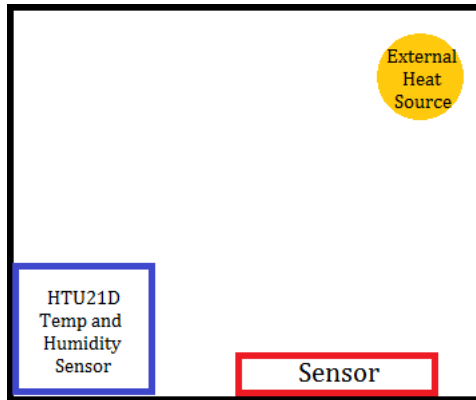 External
Heat
Source
HTU21D
Temp and
Humidity
Sensor
Sensor